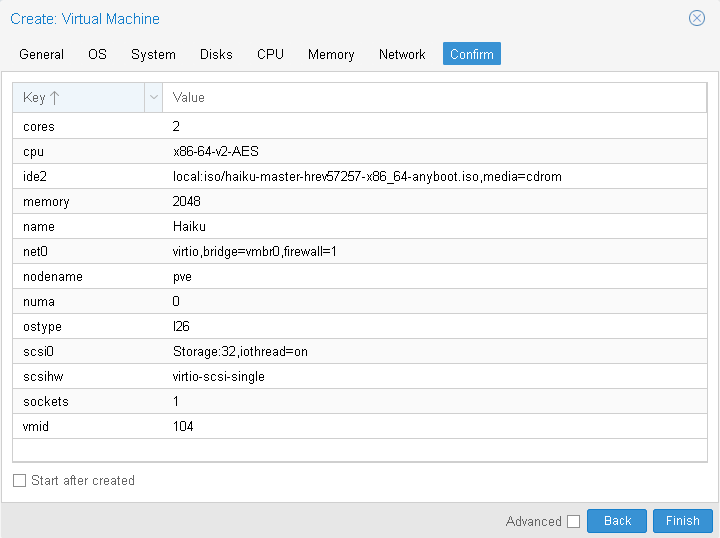 Create: Virtual Machine
General OS System Disks CPU Memory Network Confirm
Key Value
cores 2
cpu x86-64-v2-AES
ide2 local:iso/haiku-master-hrev57257-x86_64-anyboot.iso,media=cdrom
memory 2048
name Haiku
net0 virtio,bridge=vmbr0,firewall=1
nodename pve
numa 0
ostype l26
scsi0 Storage:32,iothread=on
scsihw virtio-scsi-single
sockets 1
vmid 104
Start after created
Advanced Back Finish